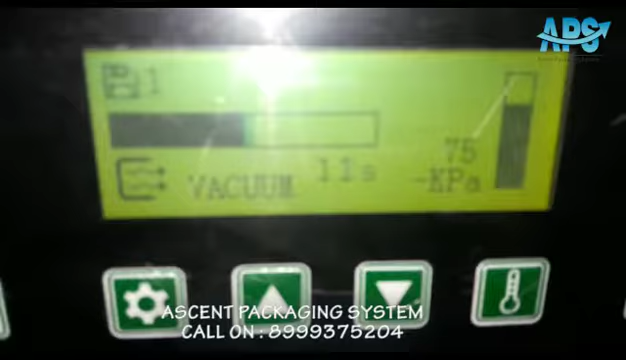 APS
1
11s
75
VACUUM
-KPa
ASCENT PACKAGING SYSTEM
CALL ON : 8999375204